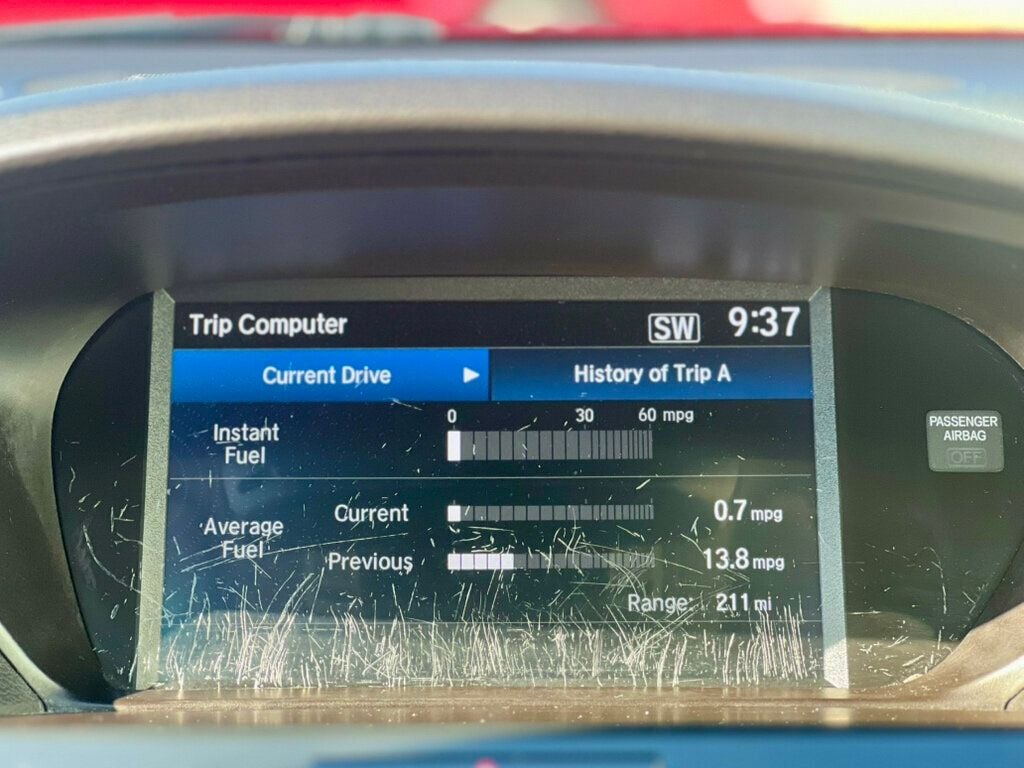 Trip Computer
SW
9:37
Current Drive
History of Trip A
0 30 60 mpg
Instant
Fuel
PASSENGER
AIRBAG
OFF
Average
Fuel
Current
0.7 mpg
Previous
13.8 mpg
Range: 211 mi